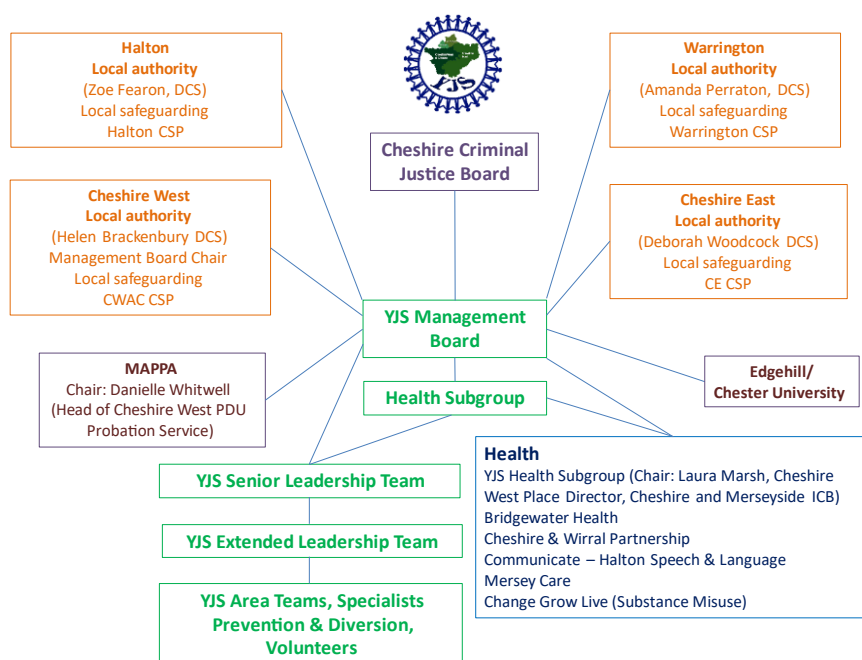 Halton
Local authority
(Zoe Fearon, DCS)
Local safeguarding
Halton CSP
YJS
Warrington
Local authority
(Amanda Perraton, DCS)
Local safeguarding
Warrington CSP
Cheshire Criminal
Justice Board
Cheshire West
Local authority
(Helen Brackenbury DCS)
Management Board Chair
Local safeguarding
CWAC CSP
Cheshire East
Local authority
(Deborah Woodcock DCS)
Local safeguarding
CE CSP
YJS Management
Board
MAPPA
Chair: Danielle Whitwell
(Head of Cheshire West PDU
Probation Service)
Health Subgroup
Edgehill/
Chester University
Health
YJS Health Subgroup (Chair: Laura Marsh, Cheshire
West Place Director, Cheshire and Merseyside ICB)
Bridgewater Health
Cheshire & Wirral Partnership
Communicate – Halton Speech & Language
Mersey Care
Change Grow Live (Substance Misuse)
YJS Senior Leadership Team
YJS Extended Leadership Team
YJS Area Teams, Specialists
Prevention & Diversion,
Volunteers